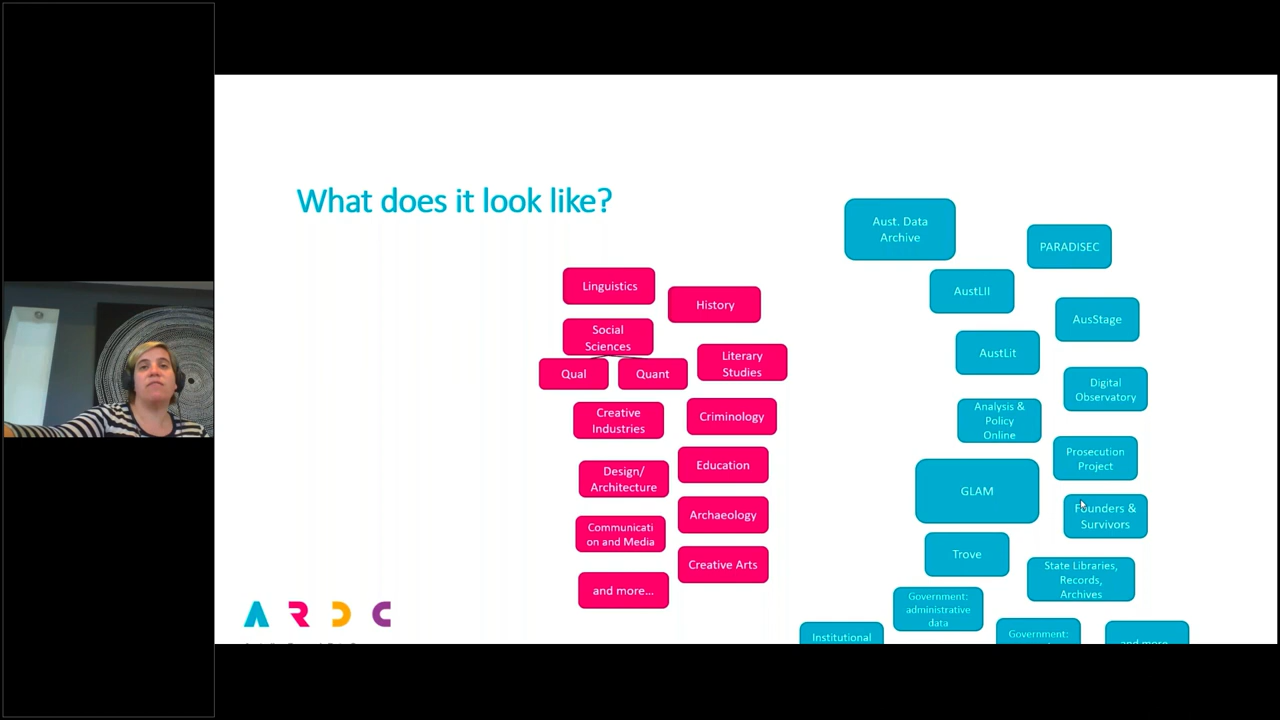 What does it look like?
Linguistics
History
Social
Sciences
Qual
Quant
Literary
Studies
Creative
Industries
Criminology
Design/
Architecture
Education
Communicati
on and Media
Archaeology
Creative Arts
and more...
Aust. Data
Archive
PARADISEC
AustLII
AusStage
AustLit
Digital
Observatory
Analysis &
Policy
Online
Prosecution
Project
GLAM
Founders &
Survivors
Trove
State Libraries,
Records,
Archives
Government:
administrative
data
Institutional
Government:
and more...
A R D C